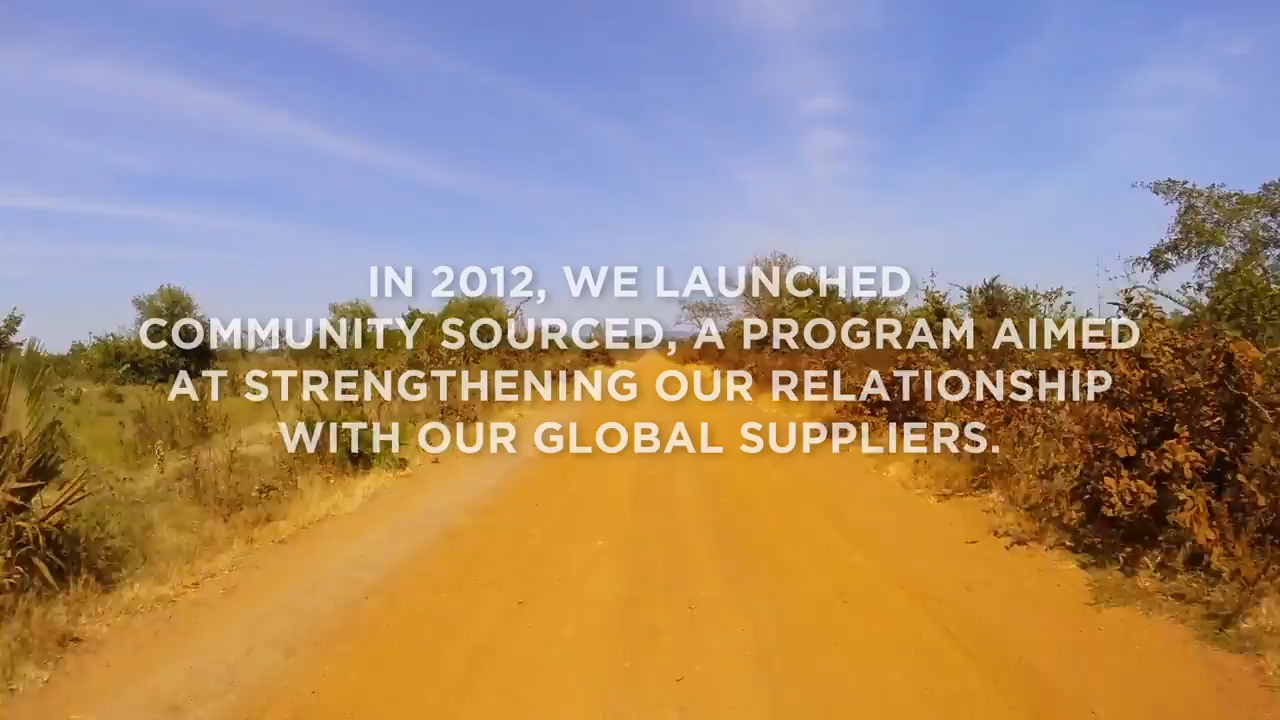 IN 2012, WE LAUNCHED
COMMUNITY SOURCED, A PROGRAM AIMED
AT STRENGTHENING OUR RELATIONSHIP
WITH OUR GLOBAL SUPPLIERS.